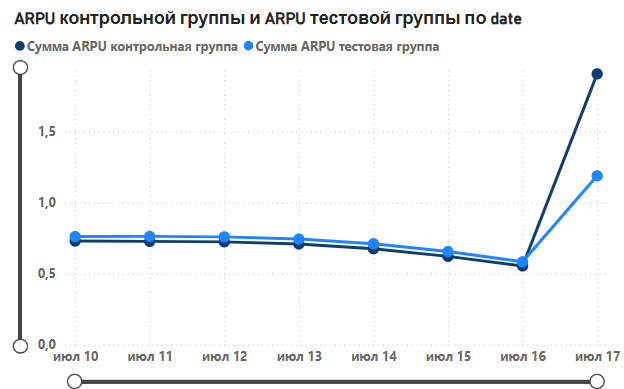 ARPU контрольной группы и ARPU тестовой группы по date
Сумма ARPU контрольная группа Сумма ARPU тестовая группа
1,5
1,0
0,5
0,0
июл 10 июл 11 июл 12 июл 13 июл 14 июл 15 июл 16 июл 17